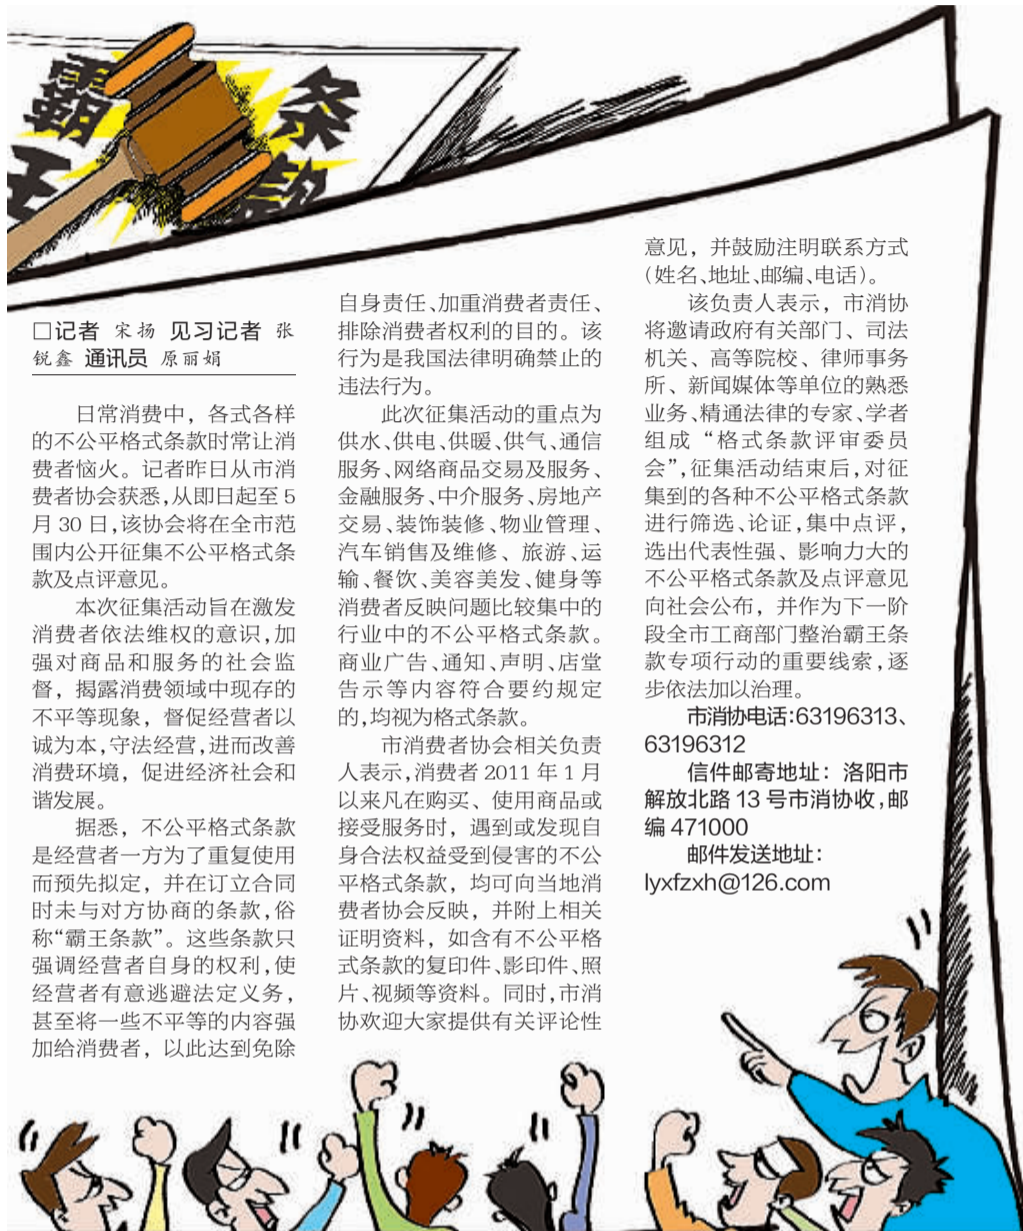 霸王
条款
□记者 宋扬 见习记者 张
锐鑫 通讯员 原丽娟
日常消费中，各式各样
的不公平格式条款时常让消
费者恼火。记者昨日从市消
费者协会获悉，从即日起至 5
月 30 日，该协会将在全市范
围内公开征集不公平格式条
款及点评意见。
本次征集活动旨在激发
消费者依法维权的意识，加
强对商品和服务的社会监
督，揭露消费领域中现存的
不平等现象，督促经营者以
诚为本，守法经营，进而改善
消费环境，促进经济社会和
谐发展。
据悉，不公平格式条款
是经营者一方为了重复使用
而预先拟定，并在订立合同
时未与对方协商的条款，俗
称“霸王条款”。这些条款只
强调经营者自身的权利，使
经营者有意逃避法定义务，
甚至将一些不平等的内容强
加给消费者，以此达到免除
自身责任、加重消费者责任、
排除消费者权利的目的。该
行为是我国法律明确禁止的
违法行为。
此次征集活动的重点为
供水、供电、供暖、供气、通信
服务、网络商品交易及服务、
金融服务、中介服务、房地产
交易、装饰装修、物业管理、
汽车销售及维修、旅游、运
输、餐饮、美容美发、健身等
消费者反映问题比较集中的
行业中的不公平格式条款。
商业广告、通知、声明、店堂
告示等内容符合要约规定
的，均视为格式条款。
市消费者协会相关负责
人表示，消费者 2011 年 1 月
以来凡在购买、使用商品或
接受服务时，遇到或发现自
身合法权益受到侵害的不公
平格式条款，均可向当地消
费者协会反映，并附上相关
证明资料，如含有不公平格
式条款的复印件、影印件、照
片、视频等资料。同时，市消
协欢迎大家提供有关评论性
意见，并鼓励注明联系方式
（姓名、地址、邮编、电话）。
该负责人表示，市消协
将邀请政府有关部门、司法
机关、高等院校、律师事务
所、新闻媒体等单位的熟悉
业务、精通法律的专家、学者
组成“格式条款评审委员
会”，征集活动结束后，对征
集到的各种不公平格式条款
进行筛选、论证，集中点评，
选出代表性强、影响力大的
不公平格式条款及点评意见
向社会公布，并作为下一阶
段全市工商部门整治霸王条
款专项行动的重要线索，逐
步依法加以治理。
市消协电话：63196313、
63196312
信件邮寄地址：洛阳市
解放北路 13 号市消协收，邮
编 471000
邮件发送地址：
lyxfzxh@126.com